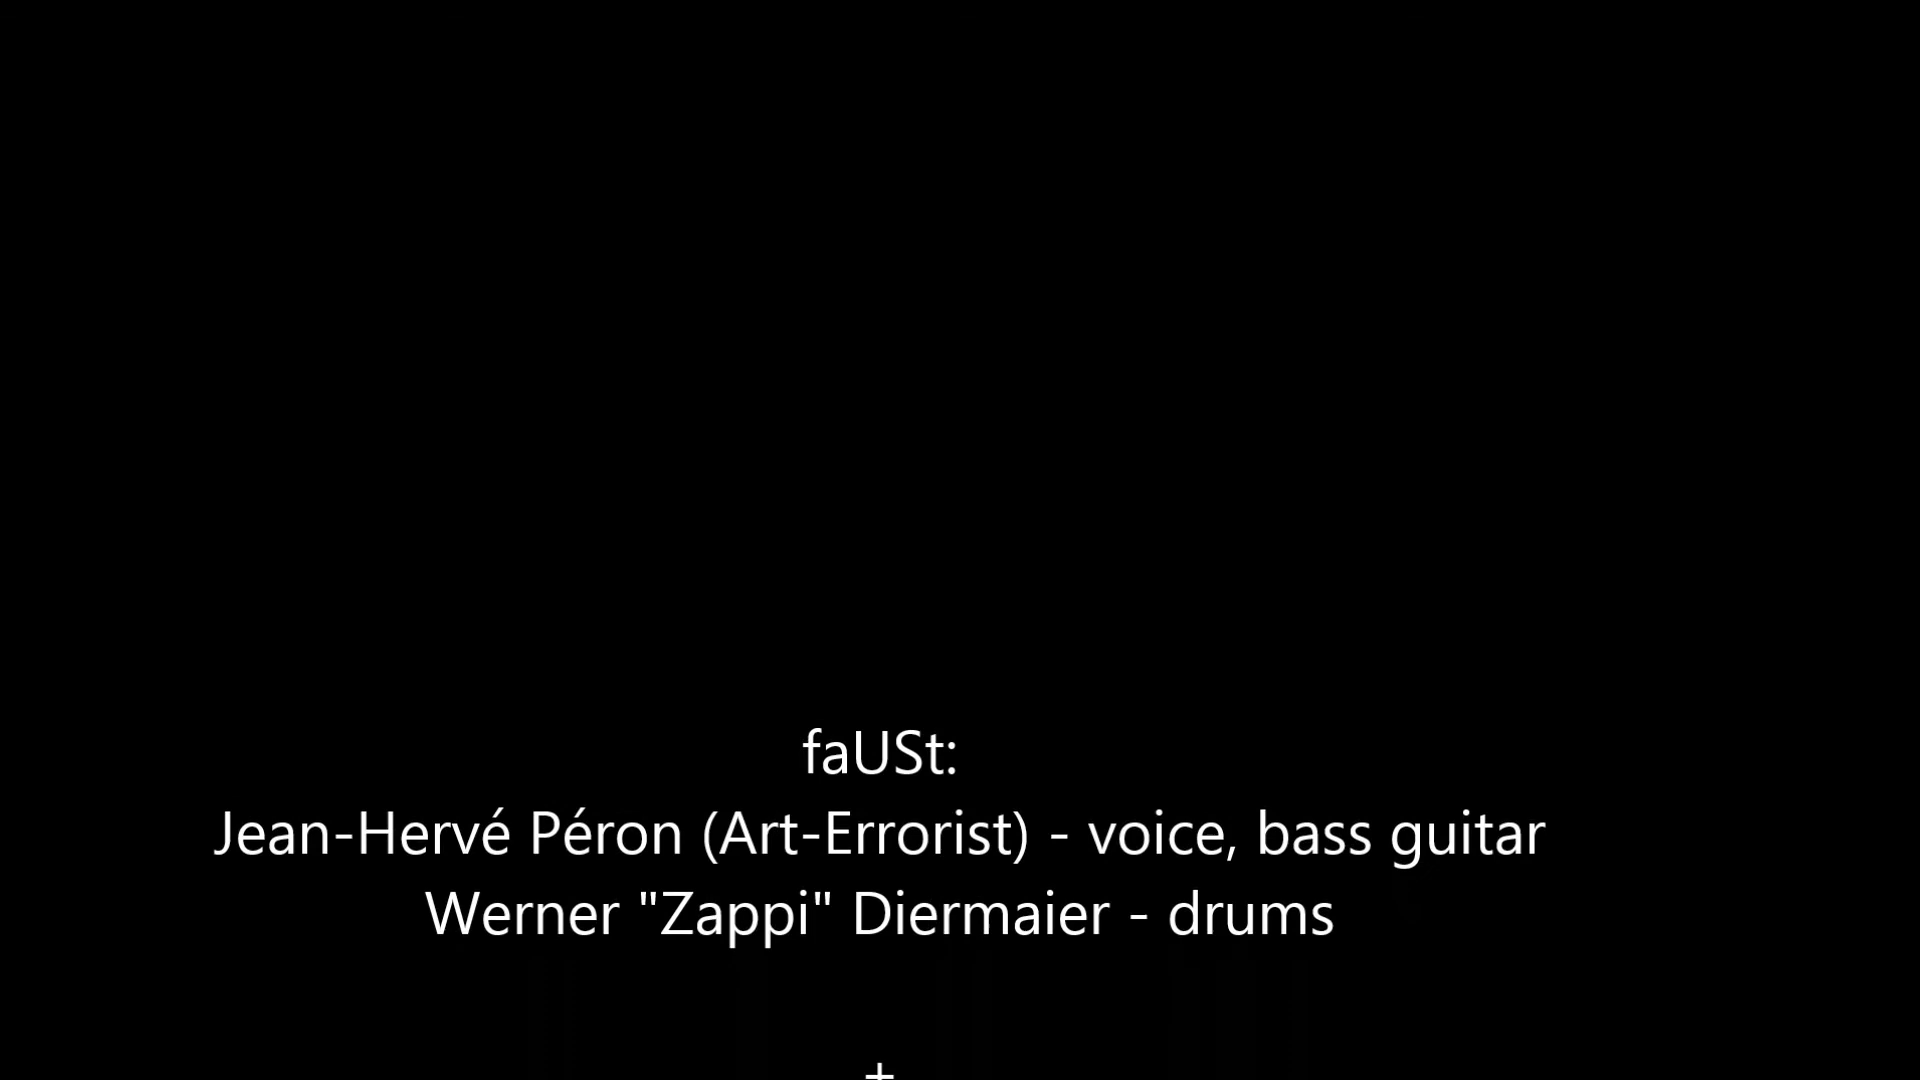 faUSt:
Jean-Hervé Péron (Art-Errorist) - voice, bass guitar
Werner "Zappi" Diermaier - drums
+